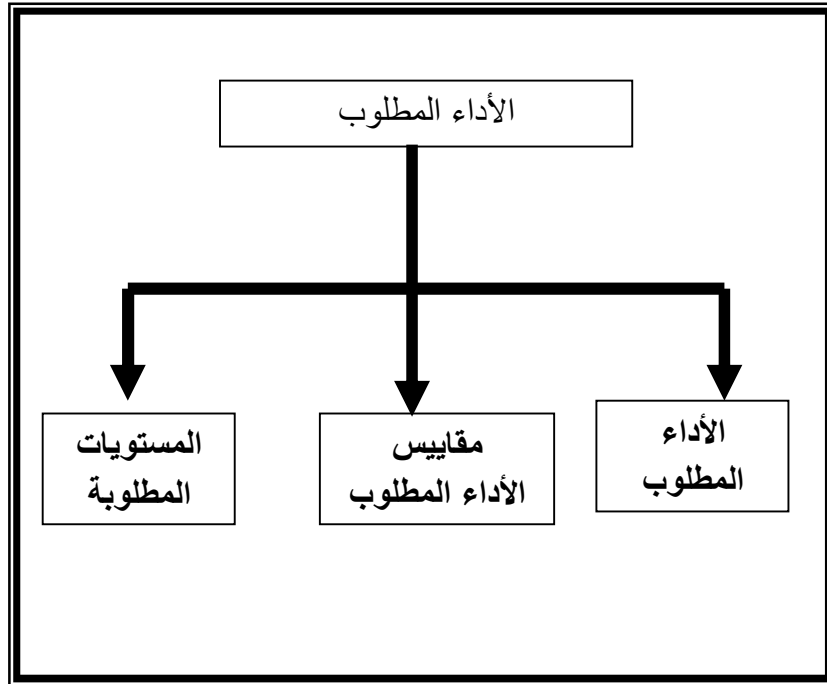 الأداء المطلوب
الأداء
المطلوب
مقاييس
الأداء المطلوب
المستويات
المطلوبة